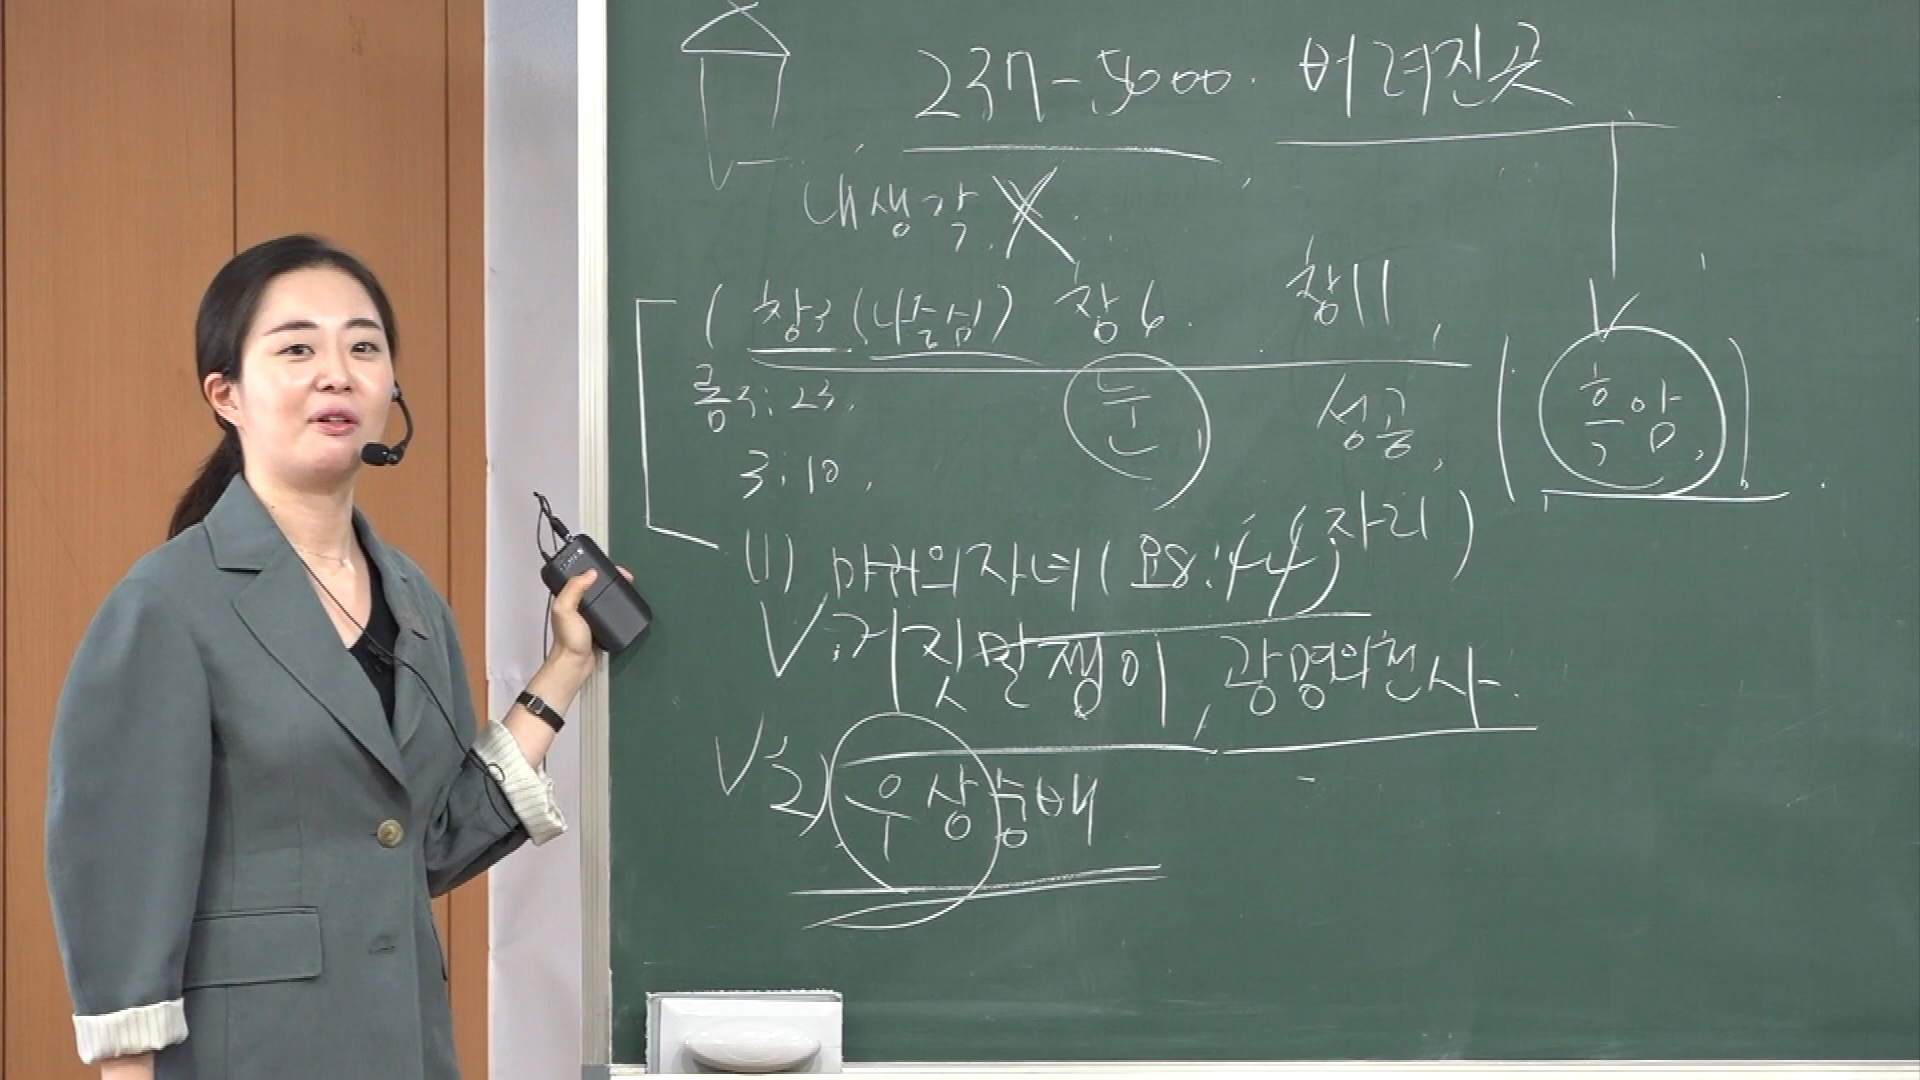 237-5000. 버려진곳
내생각 X
( 창3 (나중심) 창6. 창11,
롬3:23, 눈 성공, ( 흑암 )
3:10,
(1) 마귀의자녀 (요8:44, 자리)
V 거짓말쟁이, 광명의천사.
V 2) 우상숭배